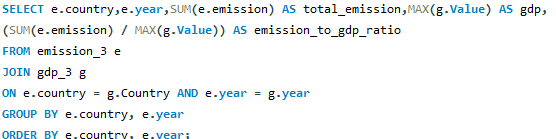 SELECT e.country,e.year,SUM(e.emission) AS total_emission,MAX(g.Value) AS gdp,
(SUM(e.emission) / MAX(g.Value)) AS emission_to_gdp_ratio
FROM emission_3 e
JOIN gdp_3 g
ON e.country = g.Country AND e.year = g.year
GROUP BY e.country, e.year
ORDER BY e.country, e.year;